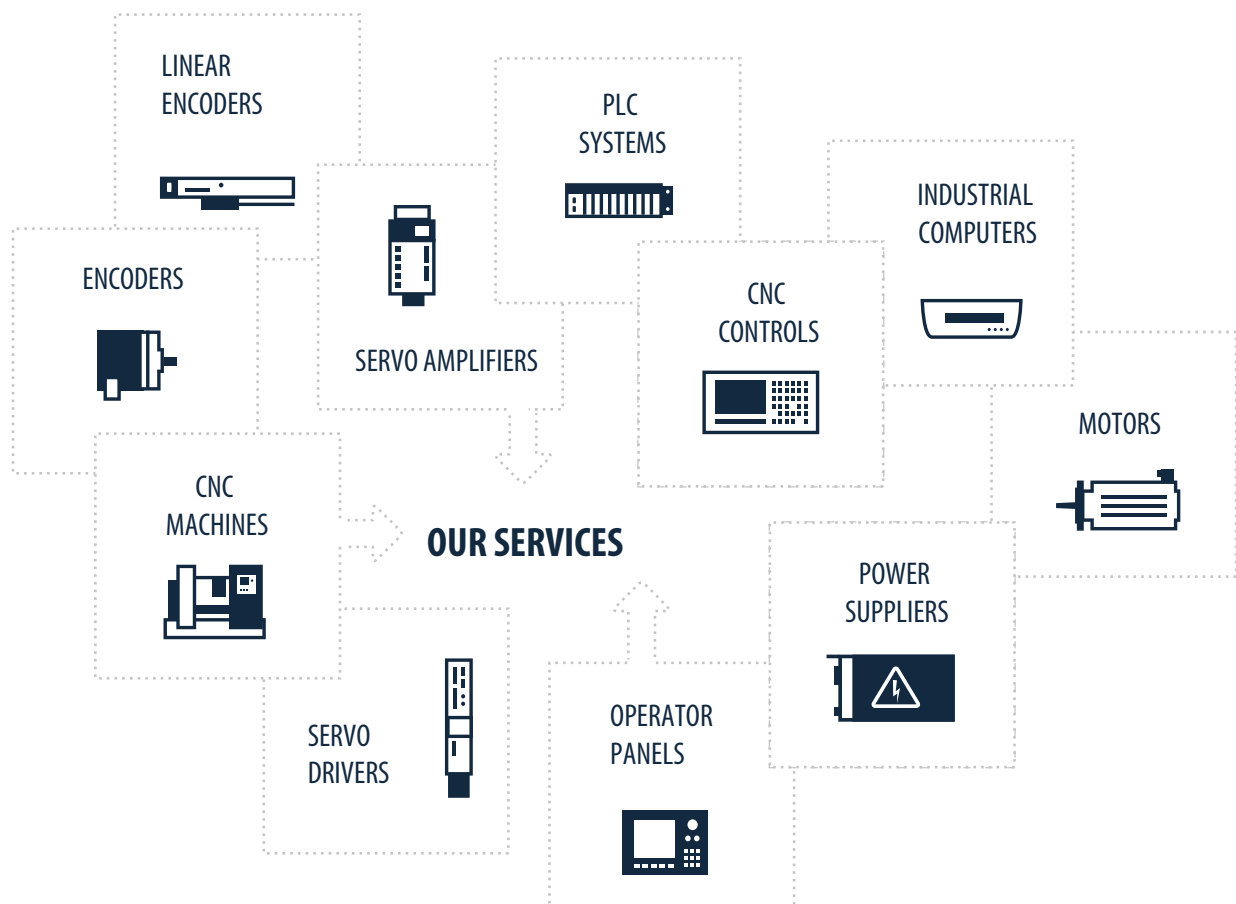 LINEAR
ENCODERS
PLC
SYSTEMS
INDUSTRIAL
COMPUTERS
ENCODERS
CNC
CONTROLS
SERVO AMPLIFIERS
MOTORS
CNC
MACHINES
OUR SERVICES
POWER
SUPPLIERS
OPERATOR
PANELS
SERVO
DRIVERS